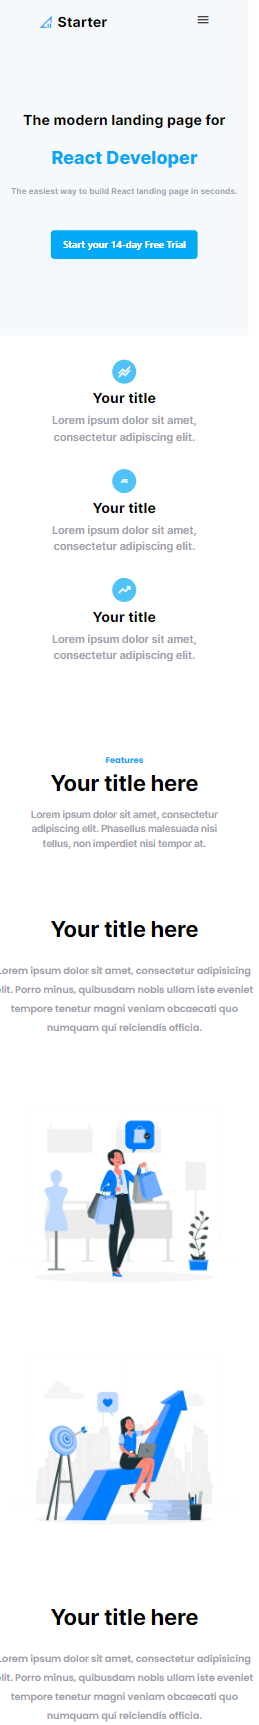 Starter
The modern landing page for
React Developer
The easiest way to build React landing page in seconds.
Start your 14-day Free Trial
Your title
Lorem ipsum dolor sit amet,
consectetur adipiscing elit.
Your title
Lorem ipsum dolor sit amet,
consectetur adipiscing elit.
Your title
Lorem ipsum dolor sit amet,
consectetur adipiscing elit.
Features
Your title here
Lorem ipsum dolor sit amet, consectetur
adipiscing elit. Phasellus malesuada nisi
tellus, non imperdiet nisi tempor at.
Your title here
Lorem ipsum dolor sit amet, consectetur adipisicing
elit. Porro minus, quibusdam nobis ullam iste eveniet
tempore tenetur magni veniam obcaecati quo
numquam qui reiciendis officia.
Your title here
Lorem ipsum dolor sit amet, consectetur adipisicing
elit. Porro minus, quibusdam nobis ullam iste eveniet
tempore tenetur magni veniam obcaecati quo
numquam qui reiciendis officia.